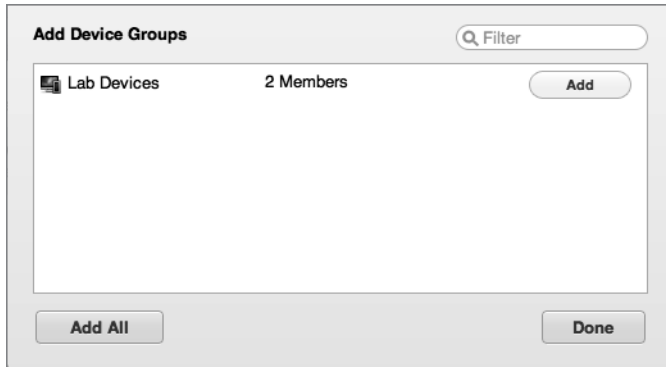 Add Device Groups
Filter
Lab Devices 2 Members Add
Add All Done